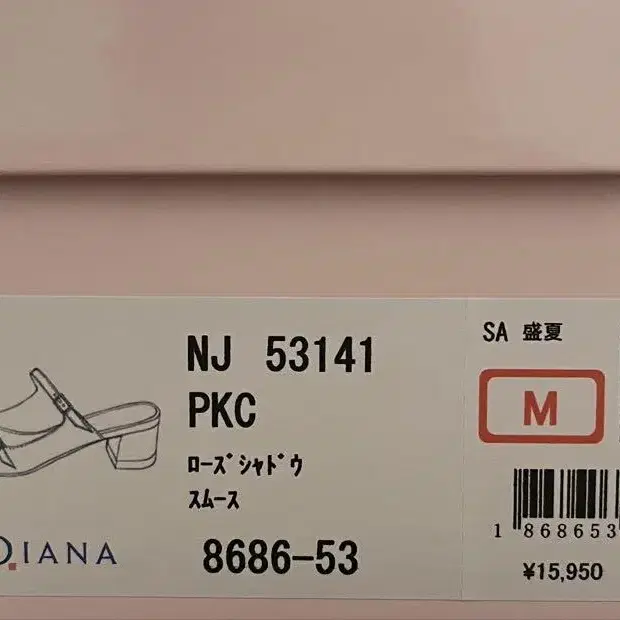 NJ 53141
PKC
ﾛｰｽﾞｼｬﾄﾞｳ
ｽﾑｰｽ
8686-53
DIANA
SA 盛夏
M
1 868653
¥15,950